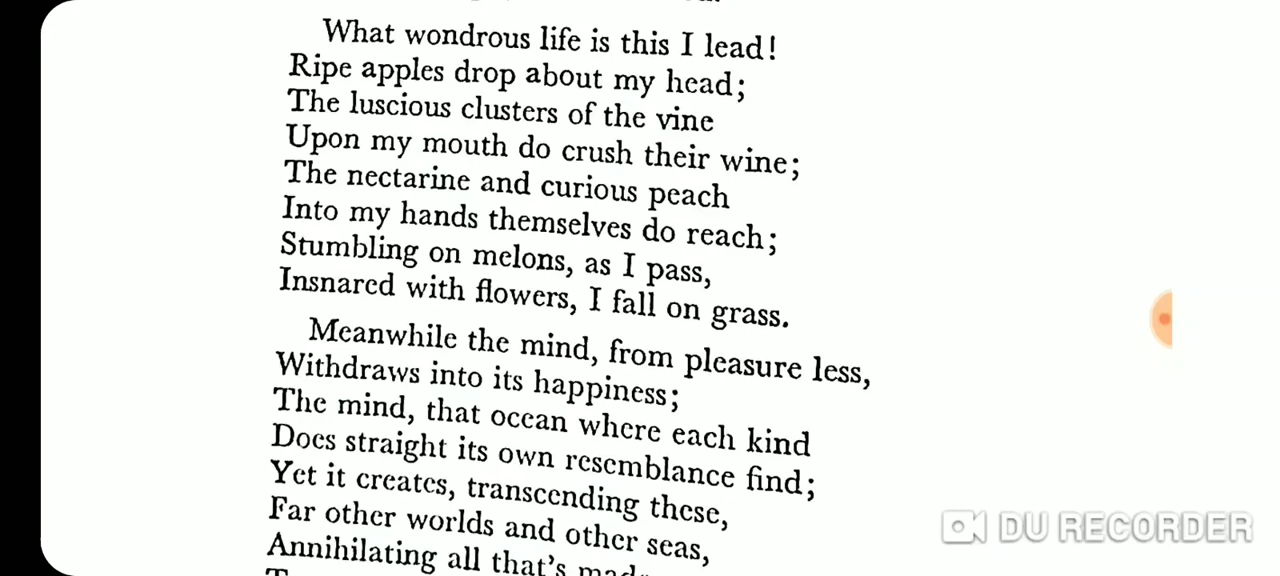 What wondrous life is this I lead!
Ripe apples drop about my head;
The luscious clusters of the vine
Upon my mouth do crush their wine;
The nectarine and curious peach
Into my hands themselves do reach;
Stumbling on melons, as I pass,
Insnared with flowers, I fall on grass.
Meanwhile the mind, from pleasure less,
Withdraws into its happiness;
The mind, that ocean where each kind
Does straight its own resemblance find;
Yet it creates, transcending these,
Far other worlds and other seas,
Annihilating all that's
DU RECORDER